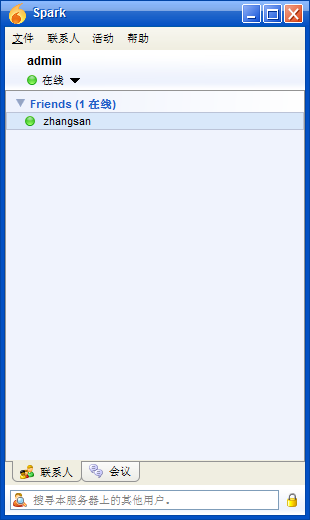 Spark
文件 联系人 活动 帮助
admin
在线
Friends (1 在线)
zhangsan
联系人 会议
搜寻本服务器上的其他用户.